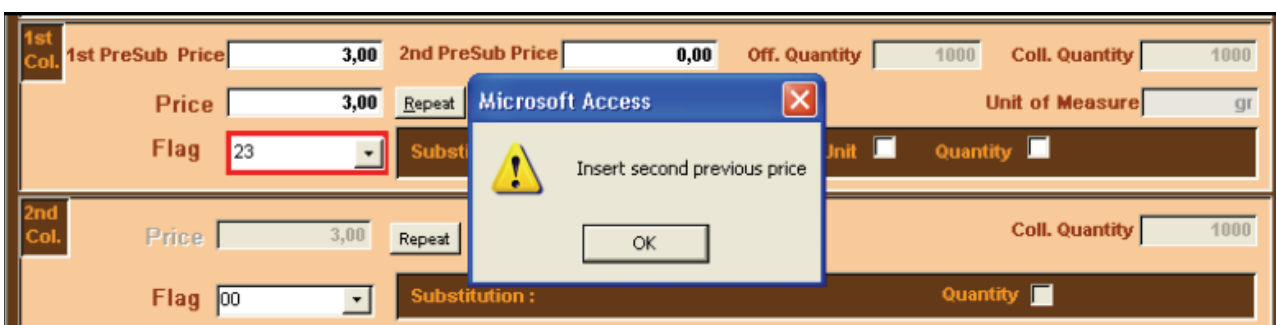 1st Col. 1st PreSub Price 3,00 2nd PreSub Price 0,00 Off. Quantity 1000 Coll. Quantity 1000
Price 3,00 Repeat Unit of Measure gr
Flag 23 Quantity
Microsoft Access
Insert second previous price
OK
2nd Col. Price 3,00 Repeat Coll. Quantity 1000
Flag 00 Substitution : Quantity